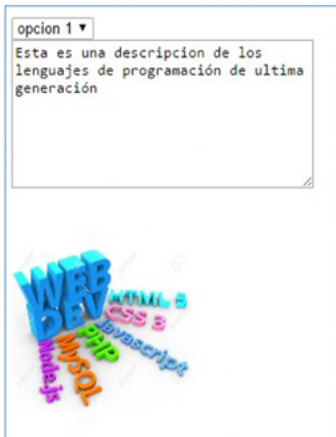 opcion 1
Esta es una descripcion de los
lenguajes de programación de ultima
generación
WEB
DEV
HTML 5
CSS 3
Javascript
PHP
MySQL
Node.js